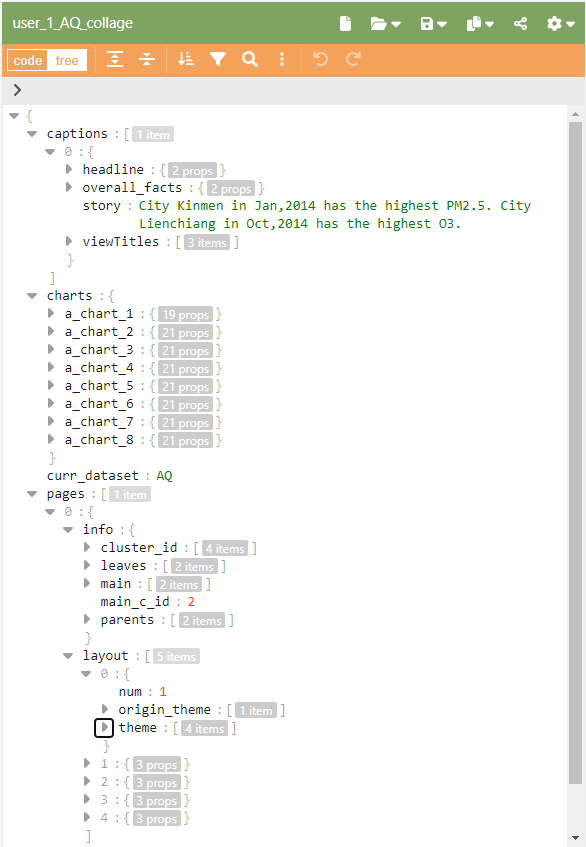 user_1_AQ_collage
code tree
{
captions : [ 1 item
0 : {
headline : { 2 props }
overall_facts : { 2 props }
story : City Kinmen in Jan,2014 has the highest PM2.5. City
Lienchiang in Oct,2014 has the highest O3.
viewTitles : [ 3 items ]
}
]
charts : {
a_chart_1 : { 19 props }
a_chart_2 : { 21 props }
a_chart_3 : { 21 props }
a_chart_4 : { 21 props }
a_chart_5 : { 21 props }
a_chart_6 : { 21 props }
a_chart_7 : { 21 props }
a_chart_8 : { 21 props }
}
curr_dataset : AQ
pages : [ 1 item
0 : {
info : {
cluster_id : [ 4 items ]
leaves : [ 2 items ]
main : [ 2 items ]
main_c_id : 2
parents : [ 2 items ]
}
layout : [ 5 items
0 : {
num : 1
origin_theme : [ 1 item ]
theme : [ 4 items ]
}
1 : { 3 props }
2 : { 3 props }
3 : { 3 props }
4 : { 3 props }
]